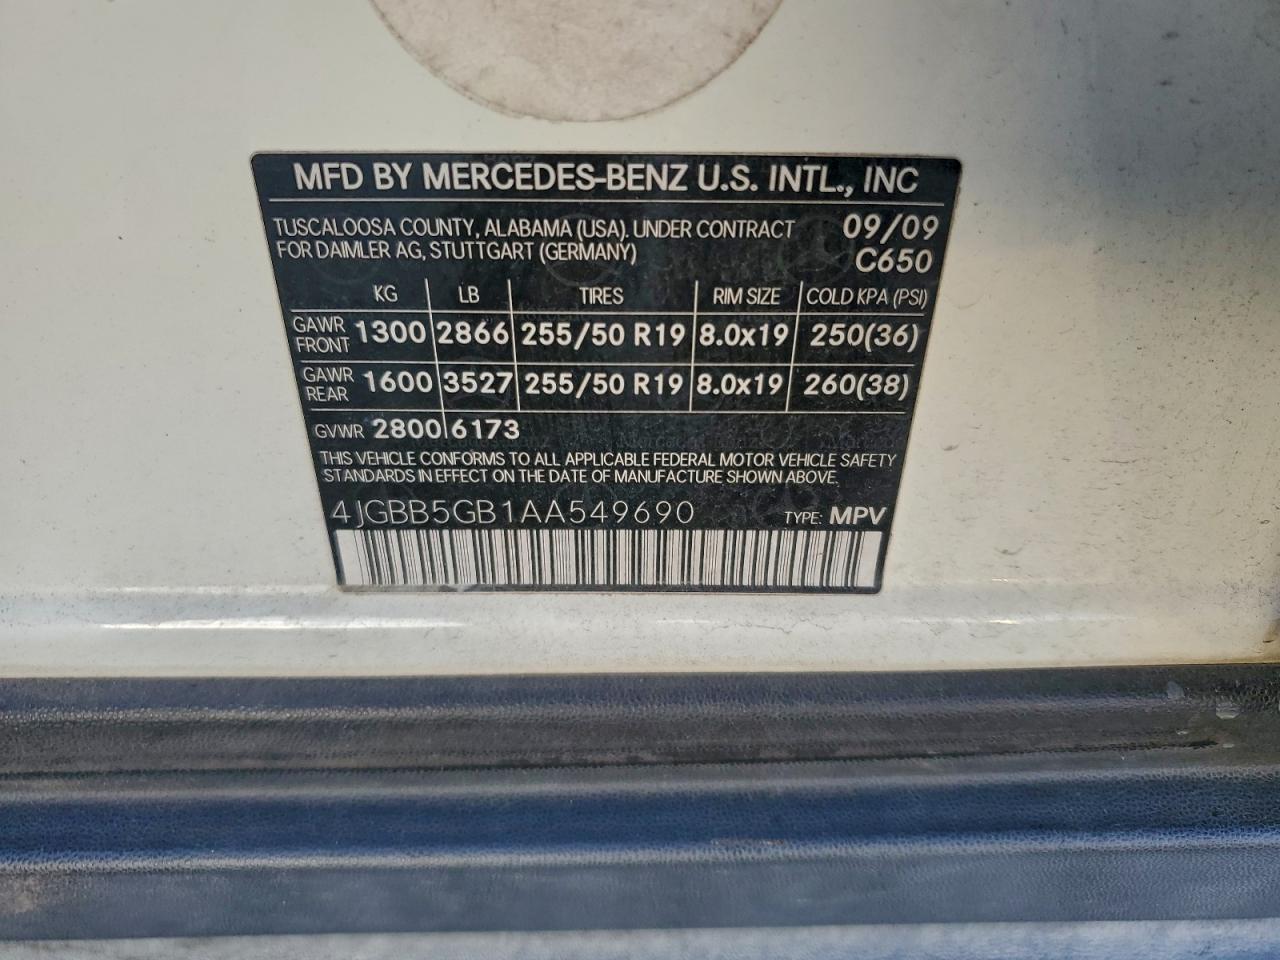 MFD BY MERCEDES-BENZ U.S. INTL., INC
TUSCALOOSA COUNTY, ALABAMA (USA). UNDER CONTRACT 09/09
FOR DAIMLER AG, STUTTGART (GERMANY) C650
KG LB TIRES RIM SIZE COLD KPA (PSI)
GAWR FRONT 1300 2866 255/50 R19 8.0x19 250(36)
GAWR REAR 1600 3527 255/50 R19 8.0x19 260(38)
GVWR 2800 6173
THIS VEHICLE CONFORMS TO ALL APPLICABLE FEDERAL MOTOR VEHICLE SAFETY
STANDARDS IN EFFECT ON THE DATE OF MANUFACTURE SHOWN ABOVE.
4JGBB5GB1AA549690 TYPE: MPV